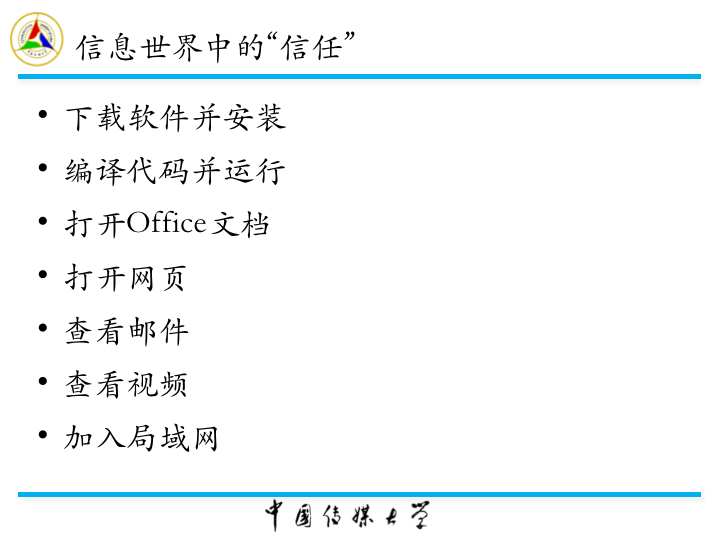 信息世界中的“信任”
• 下载软件并安装
• 编译代码并运行
• 打开Office文档
• 打开网页
• 查看邮件
• 查看视频
• 加入局域网
中国传媒大学